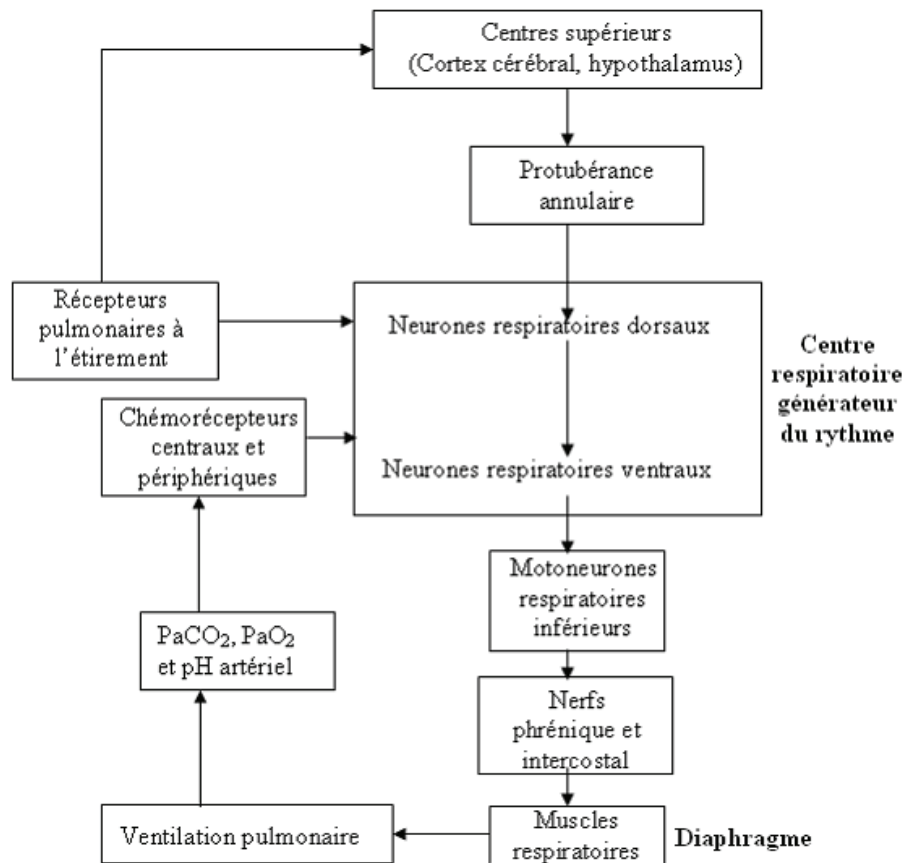 Centres supérieurs
(Cortex cérébral, hypothalamus)
Protubérance
annulaire
Récepteurs
pulmonaires à
l'étirement
Neurones respiratoires dorsaux
Centre
respiratoire
générateur
du rythme
Chémorécepteurs
centraux et
périphériques
Neurones respiratoires ventraux
Motoneurones
respiratoires
inférieurs
PaCO₂, PaO₂
et pH artériel
Nerfs
phrénique et
intercostal
Ventilation pulmonaire
Muscles
respiratoires
Diaphragme